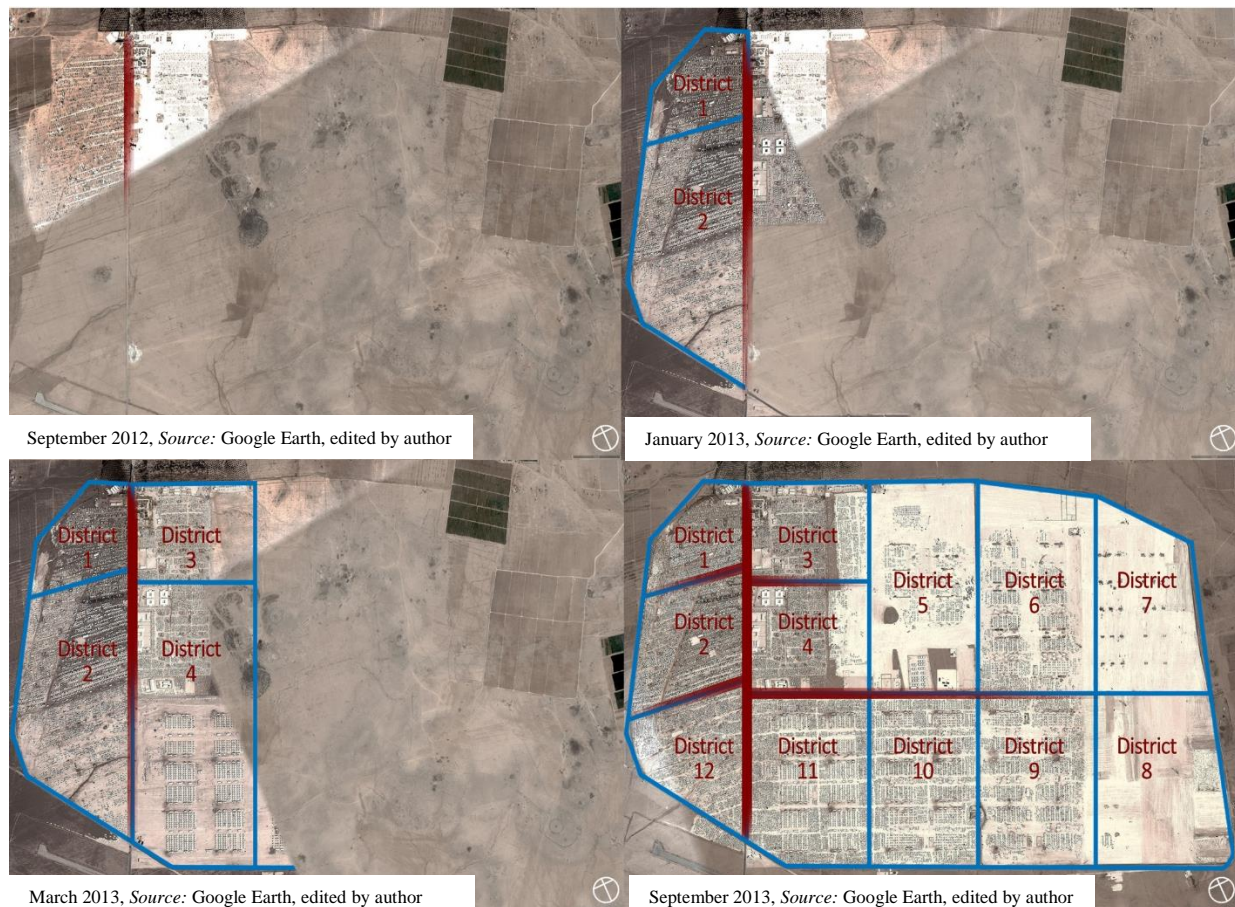 September 2012, Source: Google Earth, edited by author
District
1
District
2
January 2013, Source: Google Earth, edited by author
District
1
District
3
District
2
District
4
March 2013, Source: Google Earth, edited by author
District
1
District
3
District
5
District
6
District
7
District
2
District
4
District
12
District
11
District
10
District
9
District
8
September 2013, Source: Google Earth, edited by author